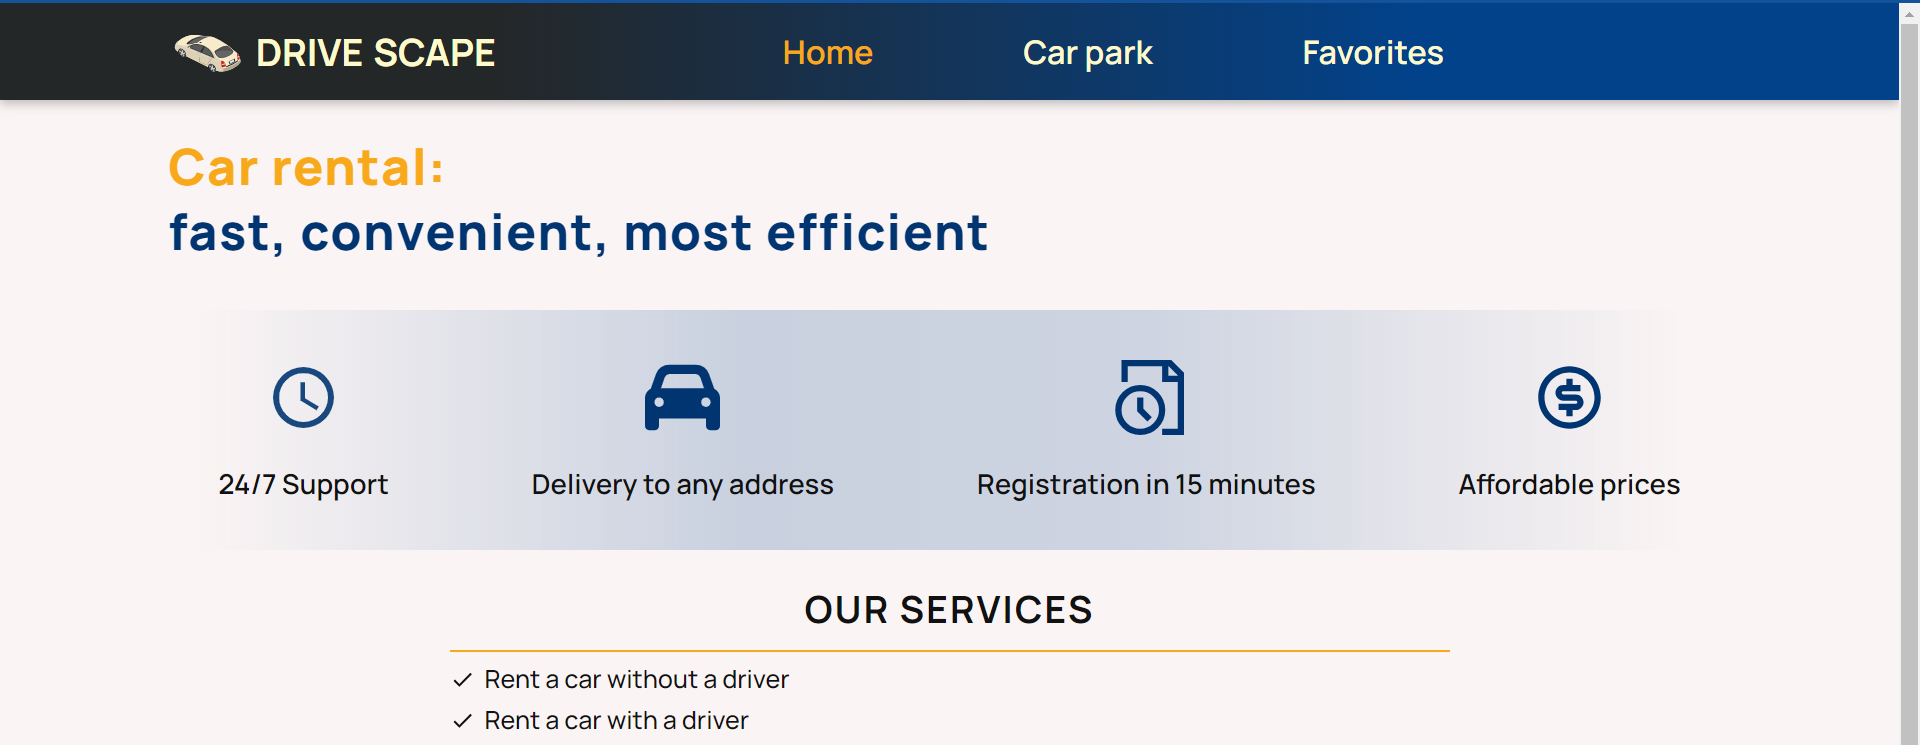 DRIVE SCAPE Home Car park Favorites
Car rental:
fast, convenient, most efficient
24/7 Support Delivery to any address Registration in 15 minutes Affordable prices
OUR SERVICES
Rent a car without a driver
Rent a car with a driver